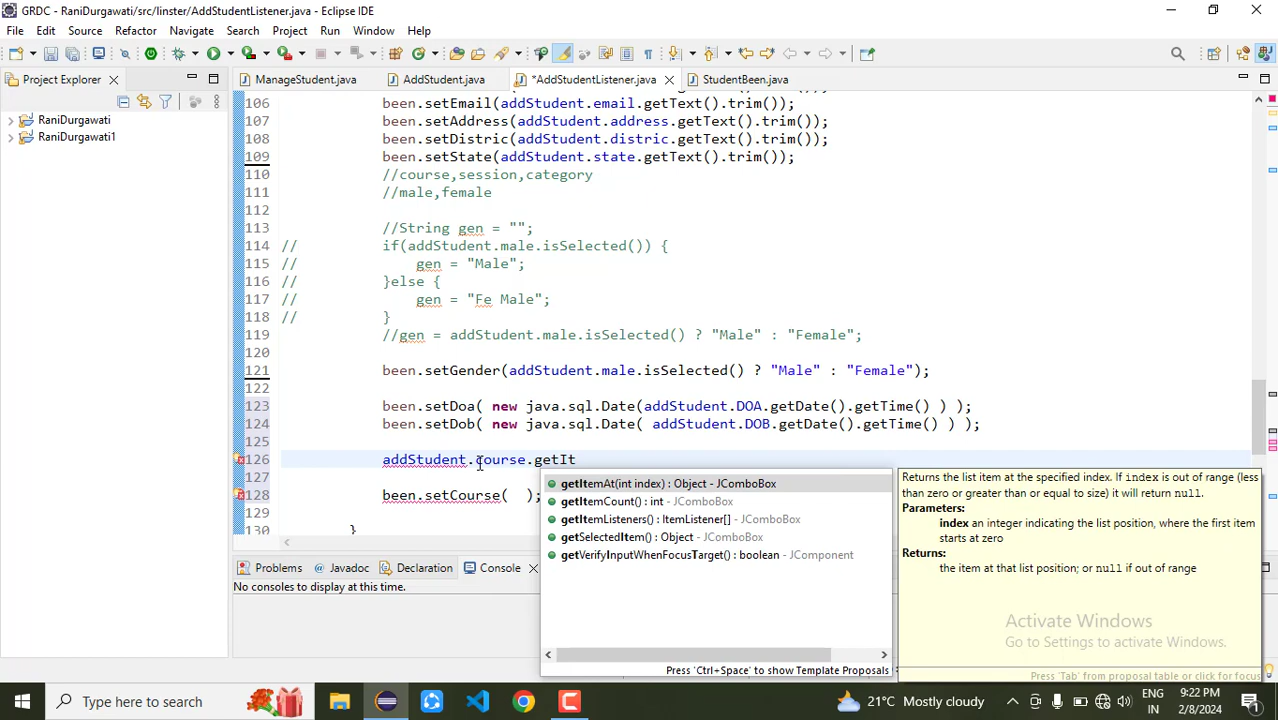 GRDC - RaniDurgawati/src/linster/AddStudentListener.java - Eclipse IDE
File Edit Source Refactor Navigate Search Project Run Window Help
Project Explorer
ManageStudent.java AddStudent.java *AddStudentListener.java StudentBeen.java
RaniDurgawati
RaniDurgawati1
106 been.setEmail(addStudent.email.getText().trim());
107 been.setAddress(addStudent.address.getText().trim());
108 been.setDistric(addStudent.distric.getText().trim());
109 been.setState(addStudent.state.getText().trim());
110 //course,session,category
111 //male,female
112
113 //String gen = "";
114 // if(addStudent.male.isSelected()) {
115 // gen = "Male";
116 // }else {
117 // gen = "Fe Male";
118 // }
119 //gen = addStudent.male.isSelected() ? "Male" : "Female";
120
121 been.setGender(addStudent.male.isSelected() ? "Male" : "Female");
122
123 been.setDoa( new java.sql.Date(addStudent.DOA.getDate().getTime() ) );
124 been.setDob( new java.sql.Date( addStudent.DOB.getDate().getTime() ) );
125
126 addStudent.course.getIt
127
128 been.setCourse( );
129
130 }
getItemAt(int index) : Object - JComboBox
getItemCount() : int - JComboBox
getItemListeners() : ItemListener[] - JComboBox
getSelectedItem() : Object - JComboBox
getVerifyInputWhenFocusTarget() : boolean - JComponent
Press 'Ctrl+Space' to show Template Proposals
Returns the list item at the specified index. If index is out of range (less
than zero or greater than or equal to size) it will return null.
Parameters:
index an integer indicating the list position, where the first item
starts at zero
Returns:
the item at that list position; or null if out of range
Press 'Tab' from proposal table or click for focus
Activate Windows
Go to Settings to activate Windows.
Problems Javadoc Declaration Console
No consoles to display at this time.
Type here to search
21°C Mostly cloudy
ENG
IN
9:22 PM
2/8/2024
1